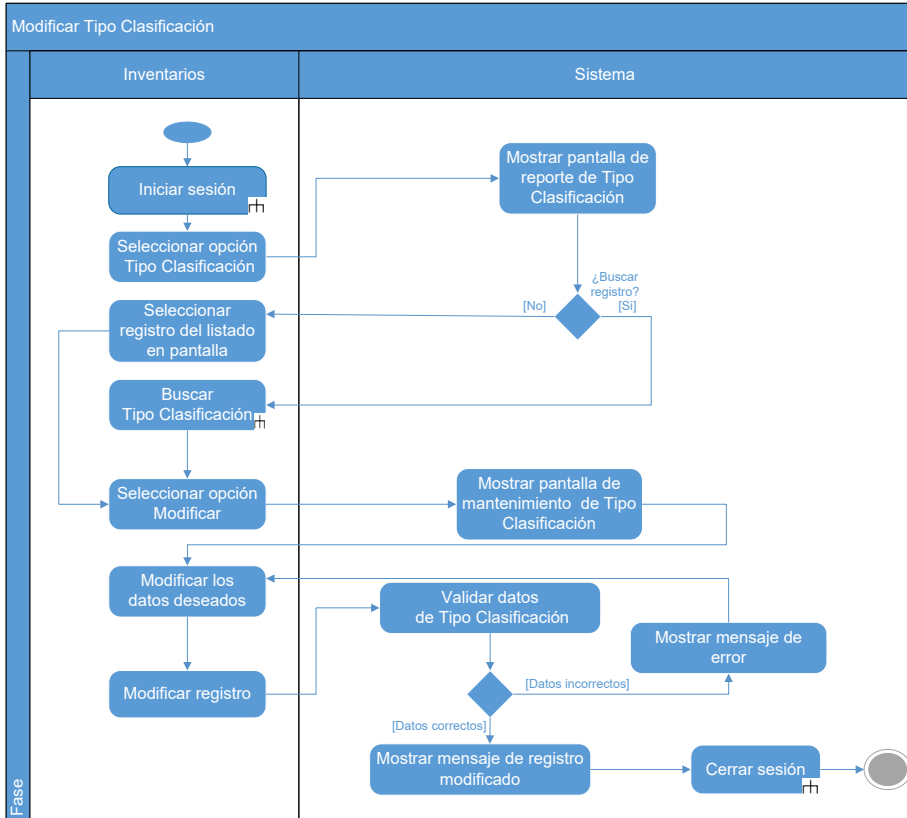 Modificar Tipo Clasificación
Inventarios
Sistema
Iniciar sesión
Mostrar pantalla de
reporte de Tipo
Clasificación
Seleccionar opción
Tipo Clasificación
¿Buscar
registro?
[No]
[Si]
Seleccionar
registro del listado
en pantalla
Buscar
Tipo Clasificación
Seleccionar opción
Modificar
Mostrar pantalla de
mantenimiento de Tipo
Clasificación
Modificar los
datos deseados
Validar datos
de Tipo Clasificación
Mostrar mensaje de
error
Modificar registro
[Datos incorrectos]
[Datos correctos]
Mostrar mensaje de registro
modificado
Cerrar sesión
Fase